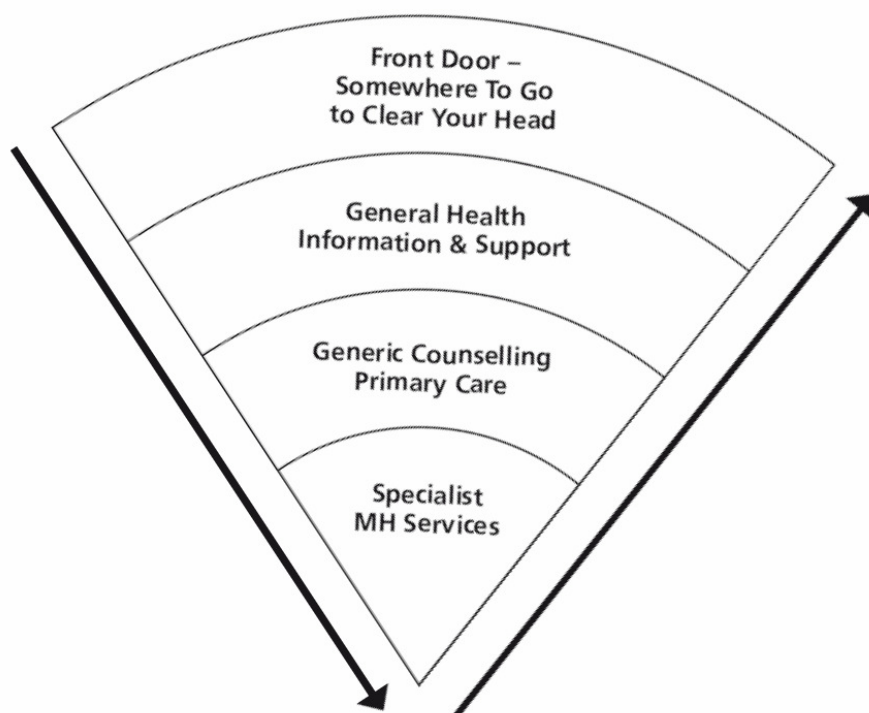 Front Door –
Somewhere To Go
to Clear Your Head
General Health
Information & Support
Generic Counselling
Primary Care
Specialist
MH Services